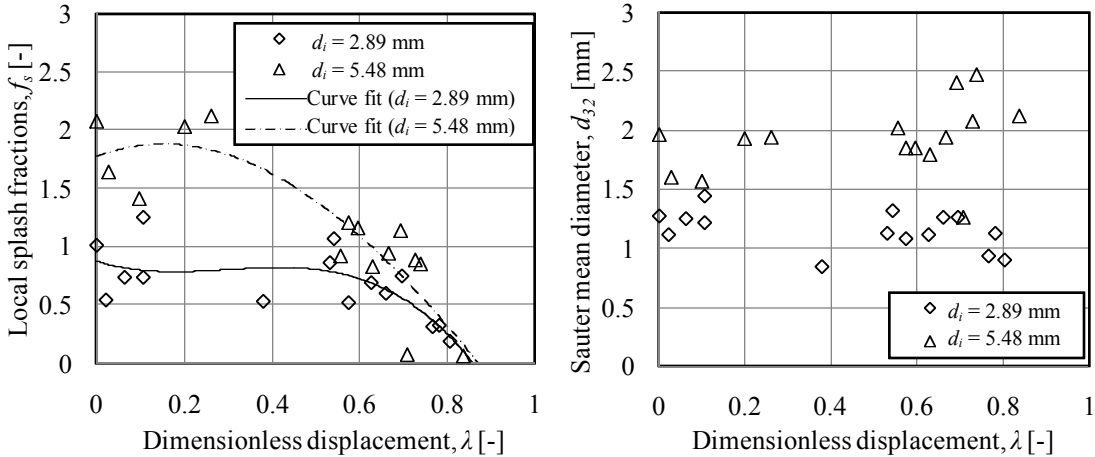 Local splash fractions, fs [-]
3
2.5
2
1.5
1
0.5
0
di = 2.89 mm
di = 5.48 mm
Curve fit (di = 2.89 mm)
Curve fit (di = 5.48 mm)
0 0.2 0.4 0.6 0.8 1
Dimensionless displacement, λ [-]
Sauter mean diameter, d32 [mm]
3
2.5
2
1.5
1
0.5
0
di = 2.89 mm
di = 5.48 mm
0 0.2 0.4 0.6 0.8 1
Dimensionless displacement, λ [-]